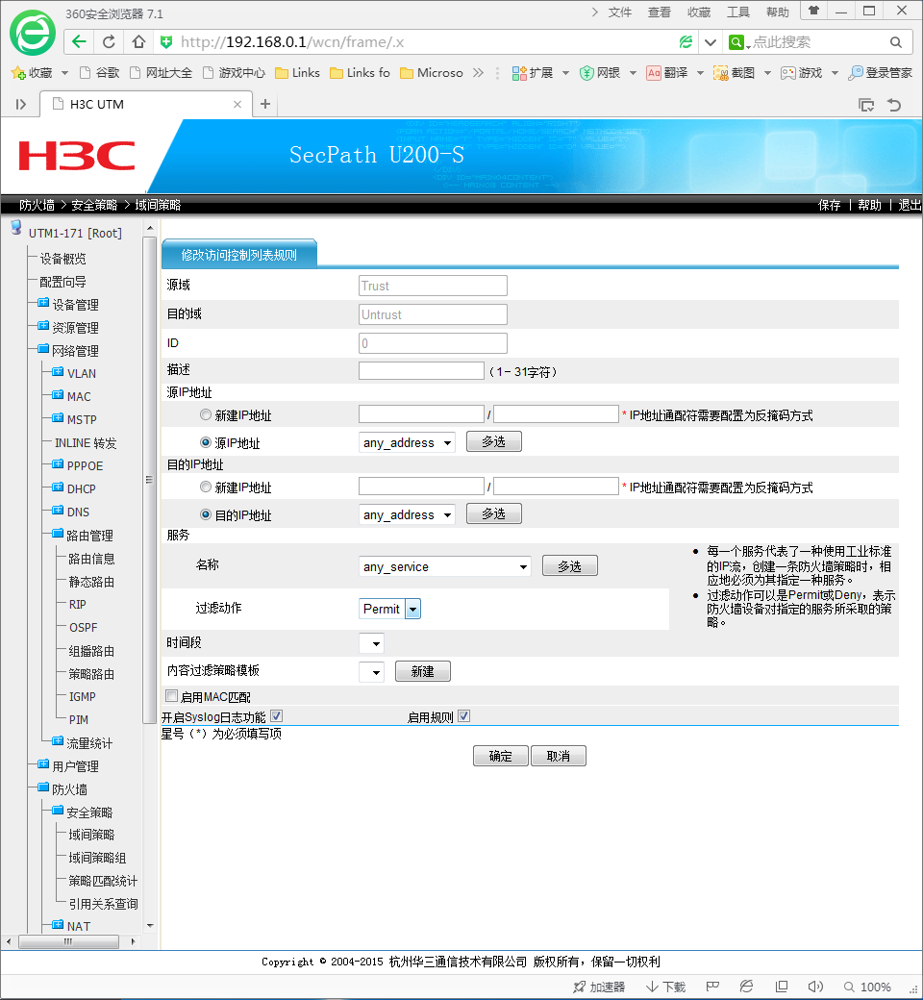 360安全浏览器 7.1
文件 查看 收藏 工具 帮助
http://192.168.0.1/wcn/frame/.x
点此搜索
收藏 谷歌 网址大全 游戏中心 Links Links fo Microso 扩展 网银 翻译 截图 游戏 登录管家
H3C UTM
H3C
SecPath U200-S
防火墙 > 安全策略 > 域间策略
保存 | 帮助 | 退出
UTM1-171 [Root]
设备概览
配置向导
设备管理
资源管理
网络管理
VLAN
MAC
MSTP
INLINE 转发
PPPOE
DHCP
DNS
路由管理
路由信息
静态路由
RIP
OSPF
组播路由
策略路由
IGMP
PIM
流量统计
用户管理
防火墙
安全策略
域间策略
域间策略组
策略匹配统计
引用关系查询
NAT
修改访问控制列表规则
源域 Trust
目的域 Untrust
ID 0
描述 （1－31字符）
源IP地址
新建IP地址 / * IP地址通配符需要配置为反掩码方式
源IP地址 any_address 多选
目的IP地址
新建IP地址 / * IP地址通配符需要配置为反掩码方式
目的IP地址 any_address 多选
服务
名称 any_service 多选
每一个服务代表了一种使用工业标准
的IP流，创建一条防火墙策略时，相
应地必须为其指定一种服务。
过滤动作可以是Permit或Deny，表示
防火墙设备对指定的服务所采取的策
略。
过滤动作 Permit
时间段
内容过滤策略模板 新建
启用MAC匹配
开启Syslog日志功能 启用规则
星号（*）为必须填写项
确定 取消
Copyright © 2004-2015 杭州华三通信技术有限公司 版权所有，保留一切权利
加速器 下载 100%